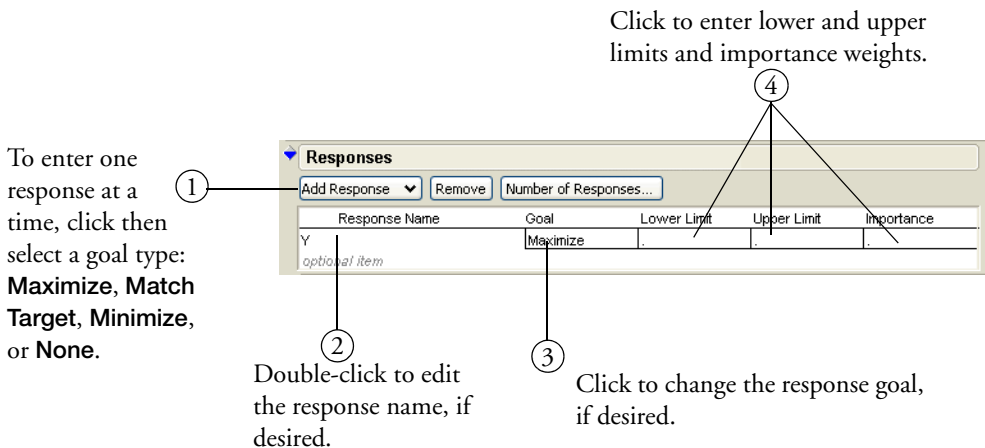 Click to enter lower and upper
limits and importance weights.
4
To enter one
response at a
time, click then
select a goal type:
Maximize, Match
Target, Minimize,
or None.
1
Responses
Add Response Remove Number of Responses...
Response Name Goal Lower Limit Upper Limit Importance
Y Maximize . . .
optional item
2
Double-click to edit
the response name, if
desired.
3
Click to change the response goal,
if desired.